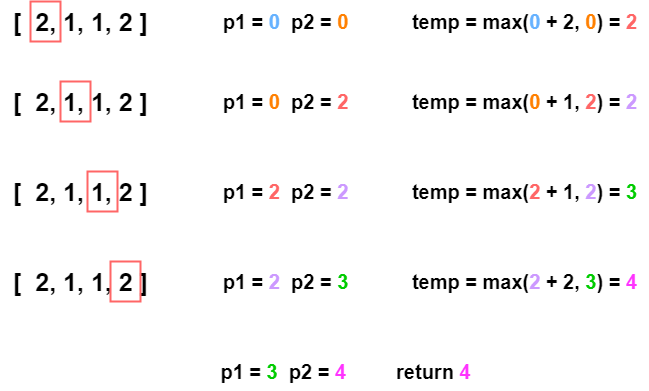 [ 2, 1, 1, 2 ] p1 = 0 p2 = 0 temp = max(0 + 2, 0) = 2
[ 2, 1, 1, 2 ] p1 = 0 p2 = 2 temp = max(0 + 1, 2) = 2
[ 2, 1, 1, 2 ] p1 = 2 p2 = 2 temp = max(2 + 1, 2) = 3
[ 2, 1, 1, 2 ] p1 = 2 p2 = 3 temp = max(2 + 2, 3) = 4
p1 = 3 p2 = 4 return 4